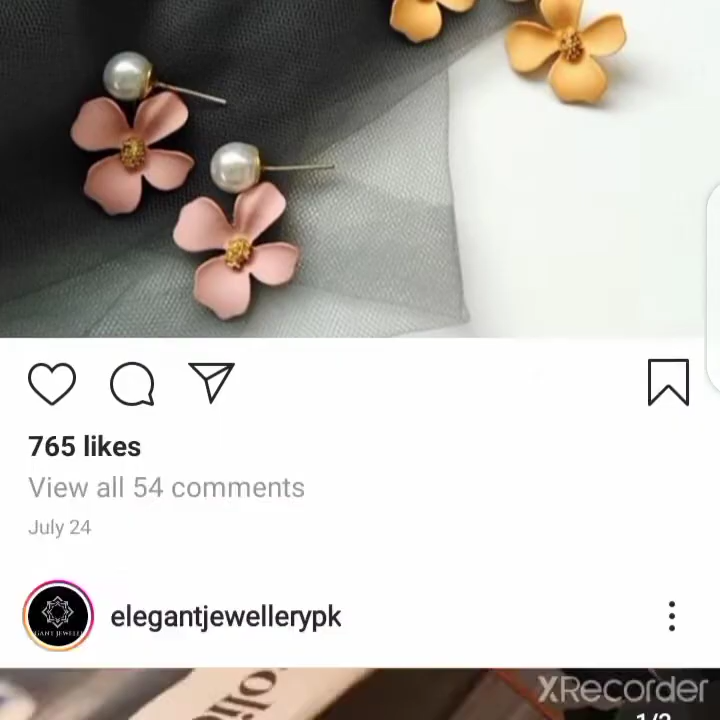 765 likes
View all 54 comments
July 24
elegantjewellerypk
XRecorder